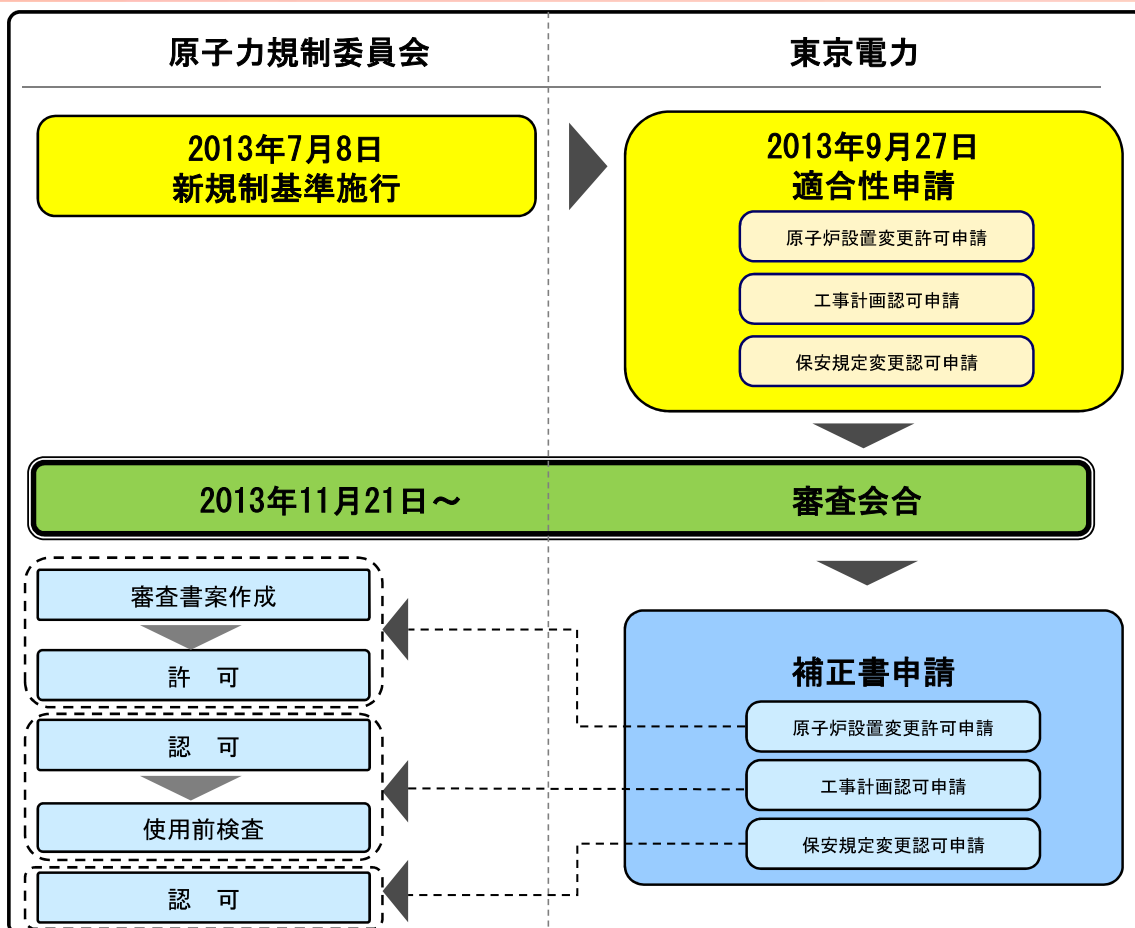 原子力規制委員会
東京電力
2013年7月8日
新規制基準施行
2013年9月27日
適合性申請
原子炉設置変更許可申請
工事計画認可申請
保安規定変更認可申請
2013年11月21日～
審査会合
審査書案作成
許　可
認　可
使用前検査
認　可
補正書申請
原子炉設置変更許可申請
工事計画認可申請
保安規定変更認可申請